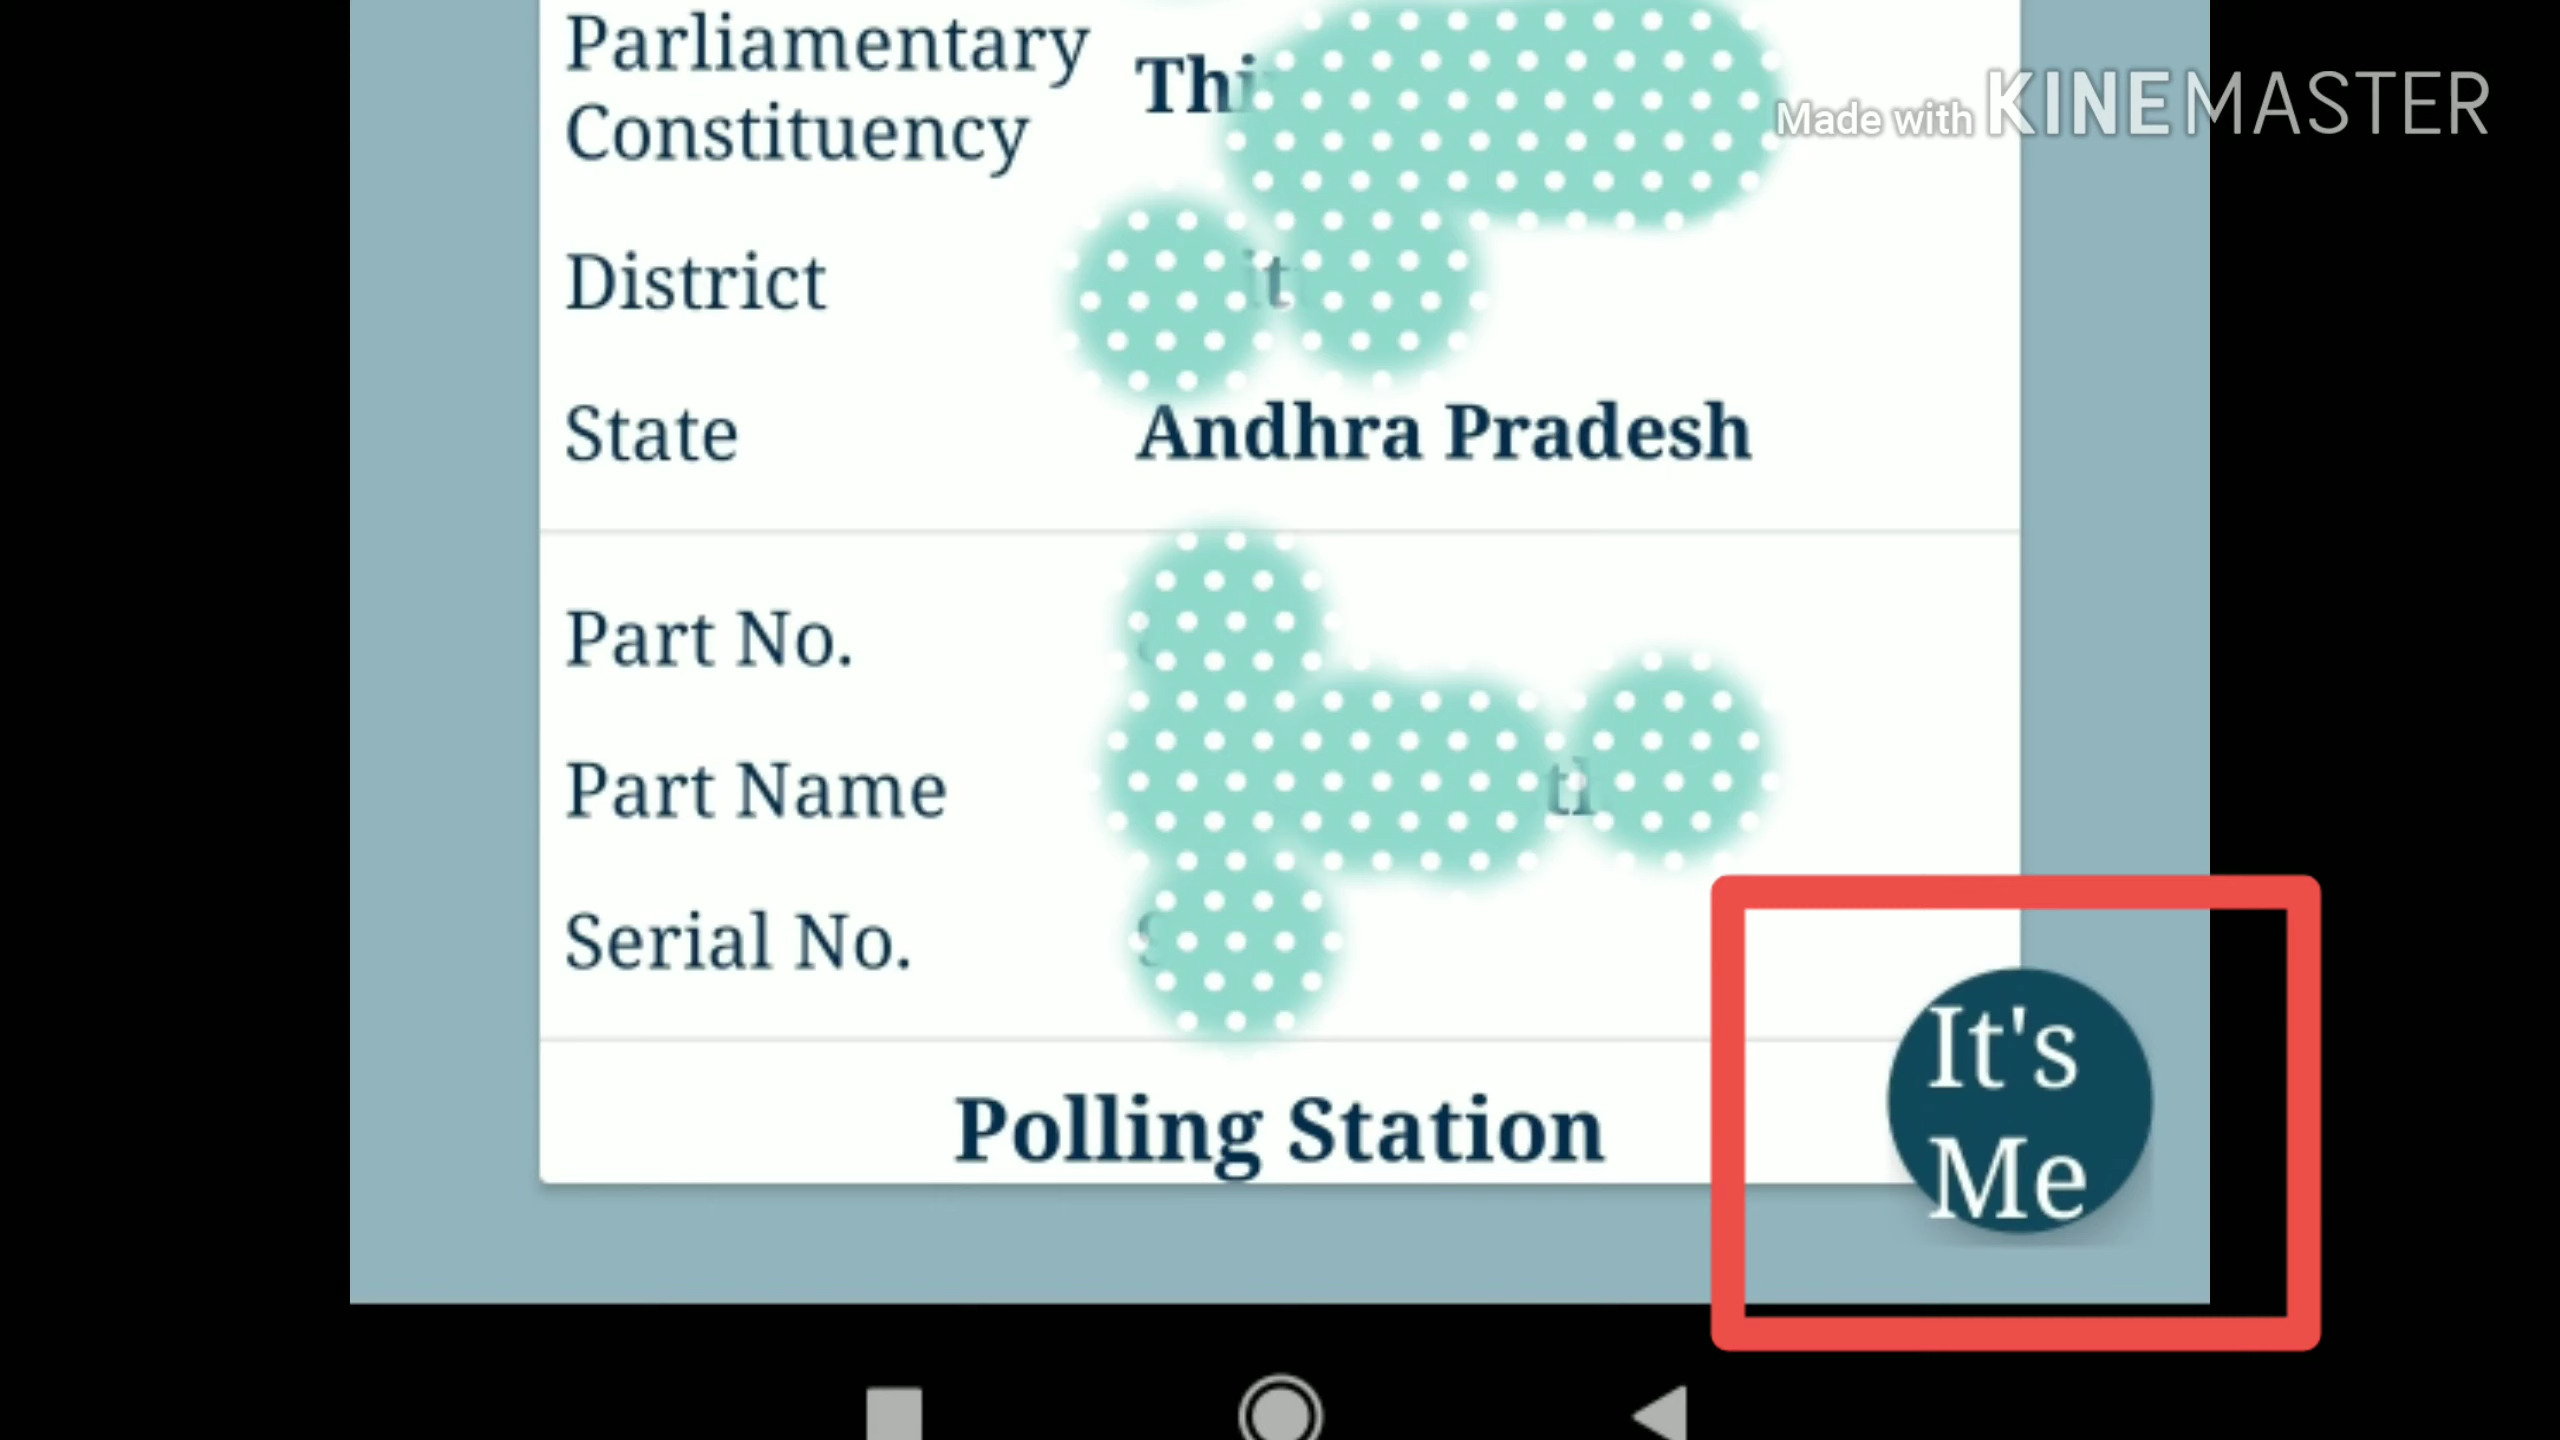 Parliamentary
Constituency
Made with KINEMASTER
District
State Andhra Pradesh
Part No.
Part Name
Serial No.
Polling Station
It's
Me